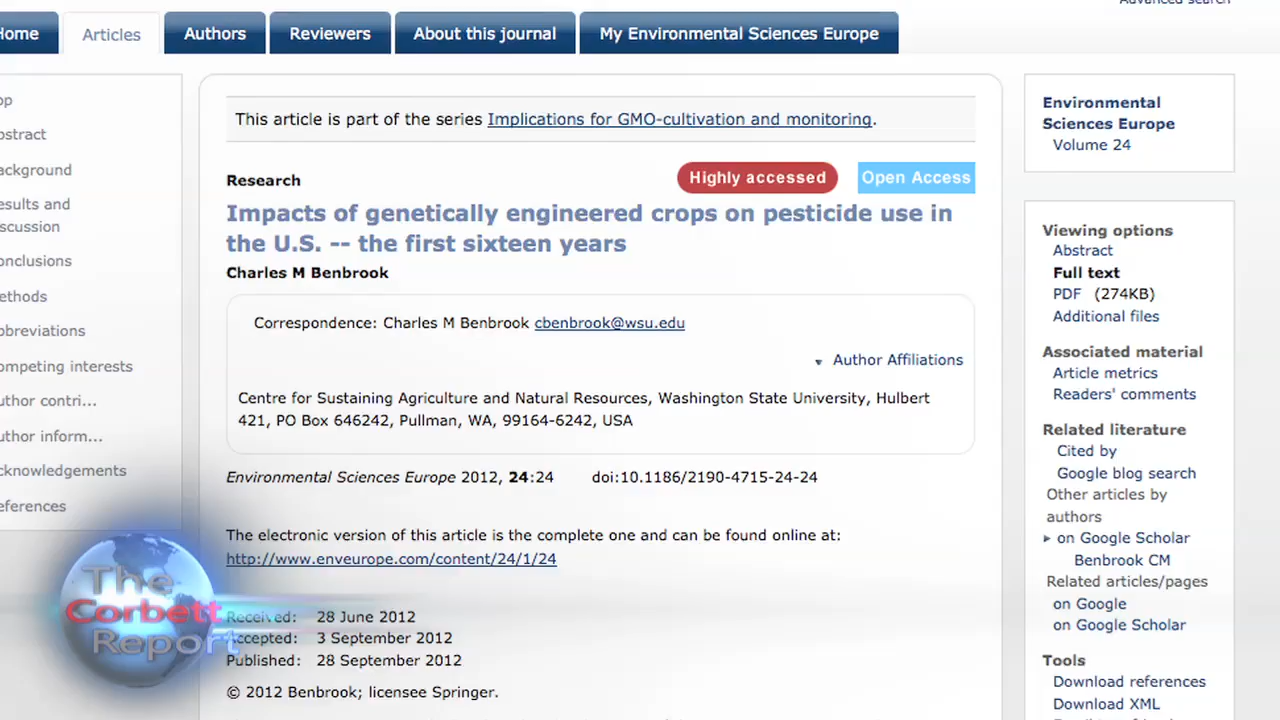 Advanced search
Home
Articles
Authors
Reviewers
About this journal
My Environmental Sciences Europe
This article is part of the series Implications for GMO-cultivation and monitoring.
Research
Highly accessed
Open Access
Impacts of genetically engineered crops on pesticide use in
the U.S. -- the first sixteen years
Charles M Benbrook
Correspondence: Charles M Benbrook cbenbrook@wsu.edu
Author Affiliations
Centre for Sustaining Agriculture and Natural Resources, Washington State University, Hulbert
421, PO Box 646242, Pullman, WA, 99164-6242, USA
Environmental Sciences Europe 2012, 24:24 doi:10.1186/2190-4715-24-24
The electronic version of this article is the complete one and can be found online at:
http://www.enveurope.com/content/24/1/24
Received: 28 June 2012
Accepted: 3 September 2012
Published: 28 September 2012
© 2012 Benbrook; licensee Springer.
op
bstract
ackground
esults and
scussion
onclusions
ethods
bbreviations
ompeting interests
uthor contri...
uthor inform...
cknowledgements
eferences
The
Corbett
Report
Environmental
Sciences Europe
Volume 24
Viewing options
Abstract
Full text
PDF (274KB)
Additional files
Associated material
Article metrics
Readers' comments
Related literature
Cited by
Google blog search
Other articles by
authors
on Google Scholar
Benbrook CM
Related articles/pages
on Google
on Google Scholar
Tools
Download references
Download XML